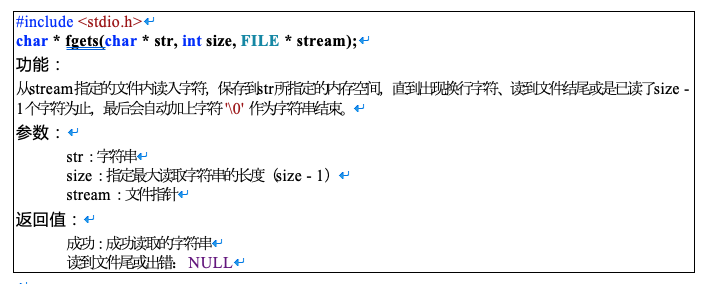 #include <stdio.h>
char * fgets(char * str, int size, FILE * stream);
功能：
从stream指定的文件内读入字符，保存到str所指定的内存空间，直到出现换行字符、读到文件结尾或是已读了size -
1个字符为止，最后会自动加上字符 '\0' 作为字符串结束。
参数：
str：字符串
size：指定最大读取字符串的长度（size - 1）
stream：文件指针
返回值：
成功：成功读取的字符串
读到文件尾或出错： NULL